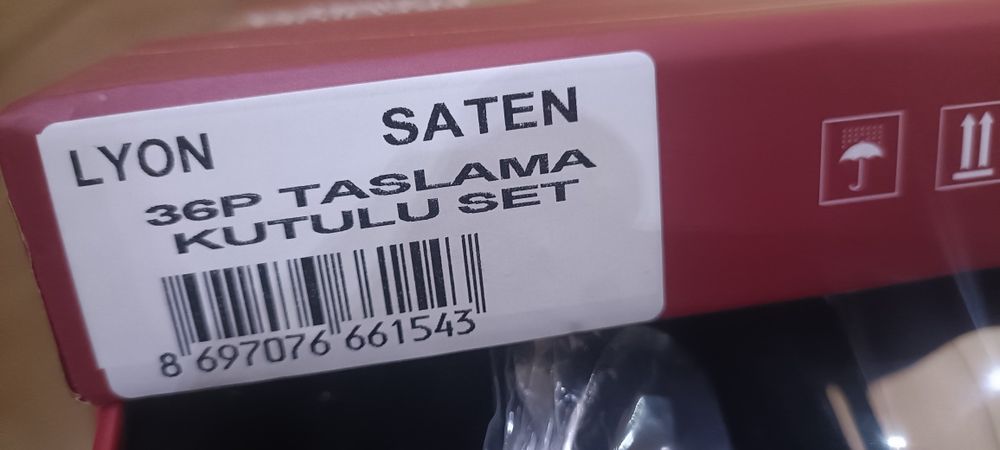 LYON SATEN
36P TASLAMA
KUTULU SET
8 697076 661543